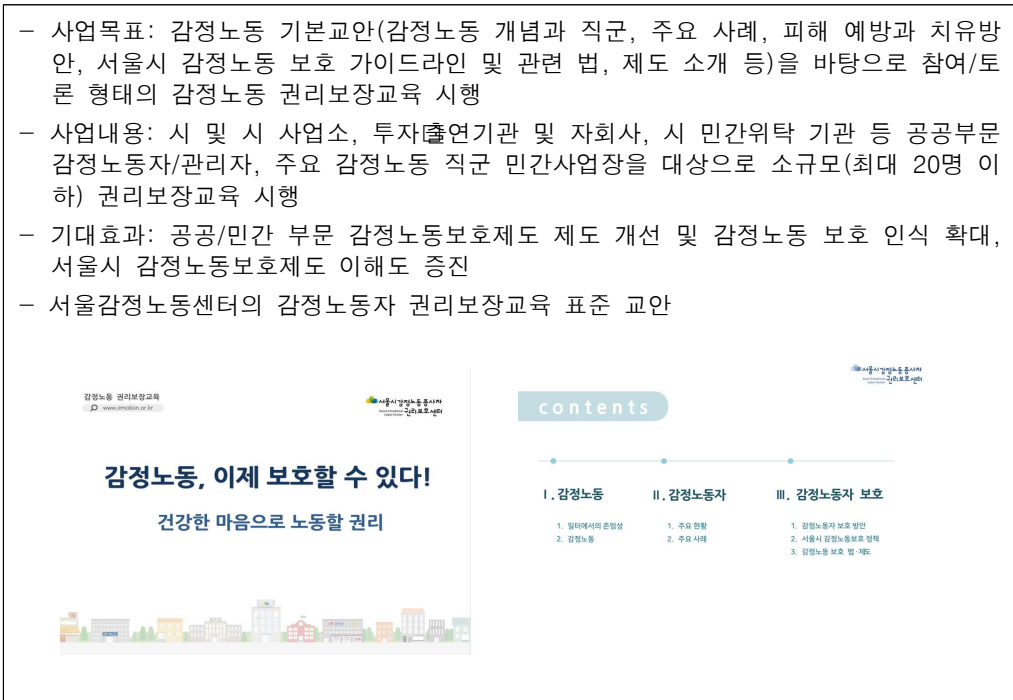 - 사업목표: 감정노동 기본교안(감정노동 개념과 직군, 주요 사례, 피해 예방과 치유방
안, 서울시 감정노동 보호 가이드라인 및 관련 법, 제도 소개 등)을 바탕으로 참여/토
론 형태의 감정노동 권리보장교육 시행
- 사업내용: 시 및 시 사업소, 투자출연기관 및 자회사, 시 민간위탁 기관 등 공공부문
감정노동자/관리자, 주요 감정노동 직군 민간사업장을 대상으로 소규모(최대 20명 이
하) 권리보장교육 시행
- 기대효과: 공공/민간 부문 감정노동보호제도 제도 개선 및 감정노동 보호 인식 확대,
서울시 감정노동보호제도 이해도 증진
- 서울감정노동센터의 감정노동자 권리보장교육 표준 교안
감정노동 권리보장교육
www.emotion.or.kr
서울시감정노동종사자
Seoul Emotional Labor Center 권리보호센터
감정노동, 이제 보호할 수 있다!
건강한 마음으로 노동할 권리
서울시감정노동종사자
권리보호센터
contents
Ⅰ. 감정노동
1. 일터에서의 존엄성
2. 감정노동
Ⅱ. 감정노동자
1. 주요 현황
2. 주요 사례
Ⅲ. 감정노동자 보호
1. 감정노동자 보호 방안
2. 서울시 감정노동보호 정책
3. 감정노동 보호 법·제도